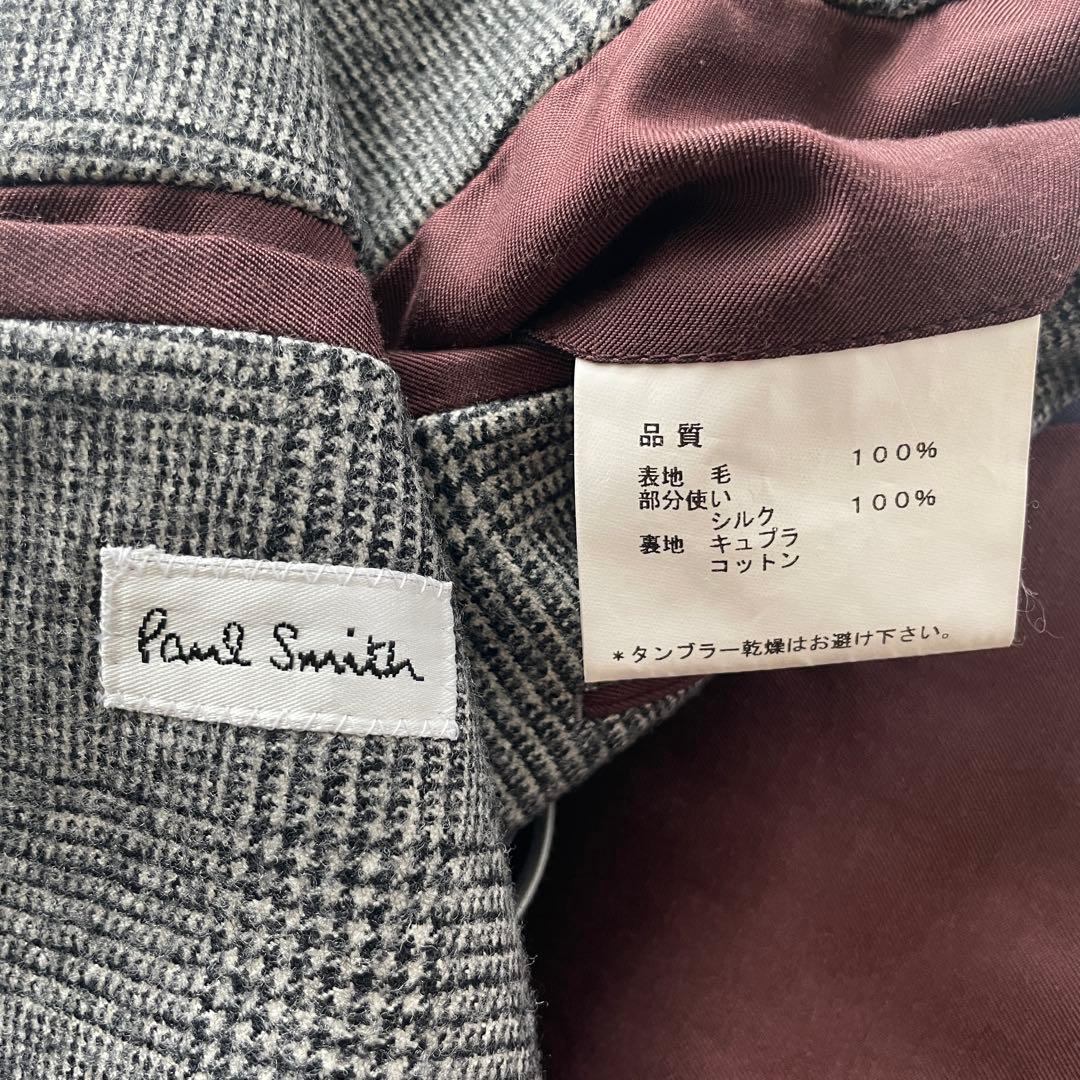 品質
表地 毛 100%
部分使い
シルク 100%
裏地 キュプラ
コットン
*タンブラー乾燥はお避け下さい。
Paul Smith